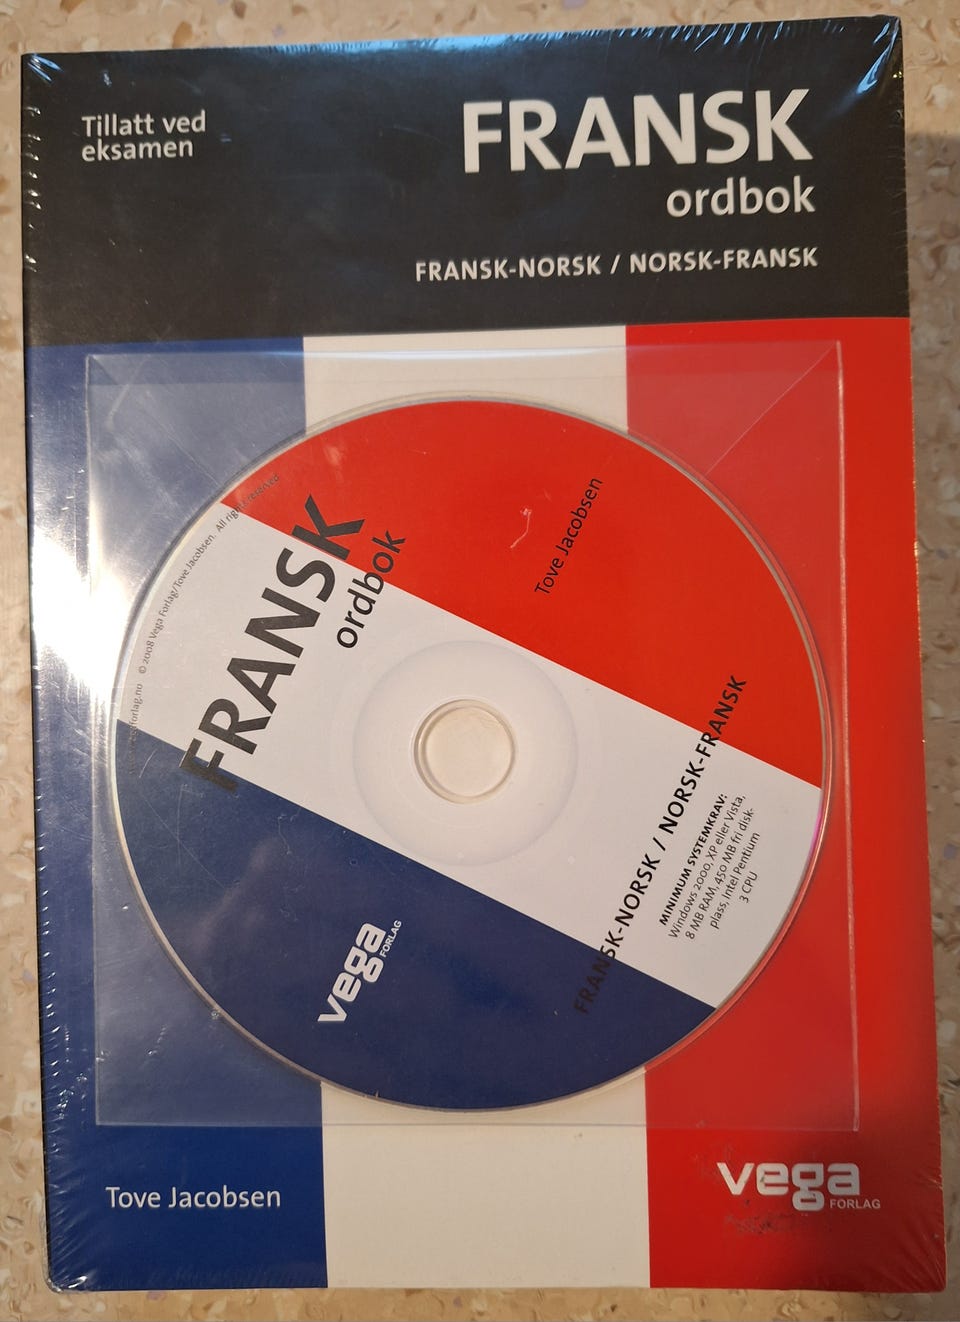 Tillatt ved
eksamen
FRANSK
ordbok
FRANSK-NORSK / NORSK-FRANSK
© 2008 Vega Forlag/Tove Jacobsen. All right reserved
FRANSK
ordbok
Tove Jacobsen
FRANSK-NORSK / NORSK-FRANSK
MINIMUM SYSTEMKRAV:
Windows 2000, XP eller Vista,
8 MB RAM, 450 MB fri disk-
plass, Intel Pentium
3 CPU
vega
FORLAG
Tove Jacobsen
vega
FORLAG